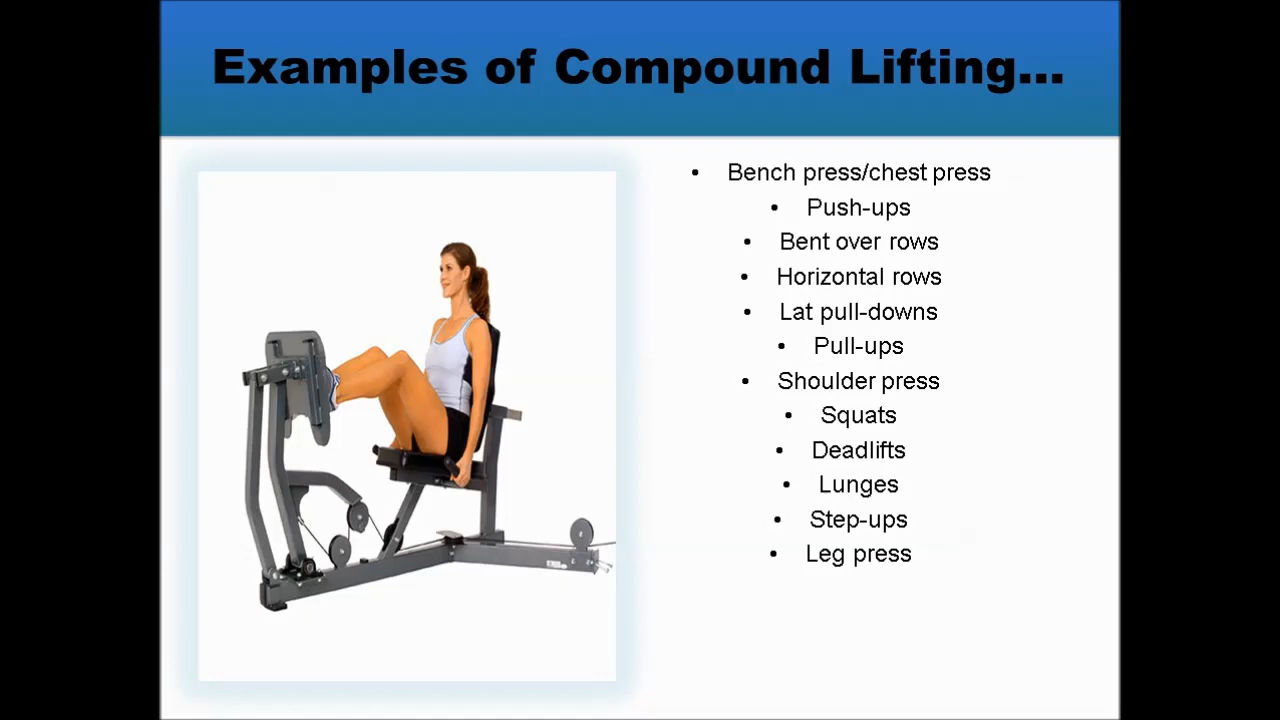 Examples of Compound Lifting...
• Bench press/chest press
• Push-ups
• Bent over rows
• Horizontal rows
• Lat pull-downs
• Pull-ups
• Shoulder press
• Squats
• Deadlifts
• Lunges
• Step-ups
• Leg press